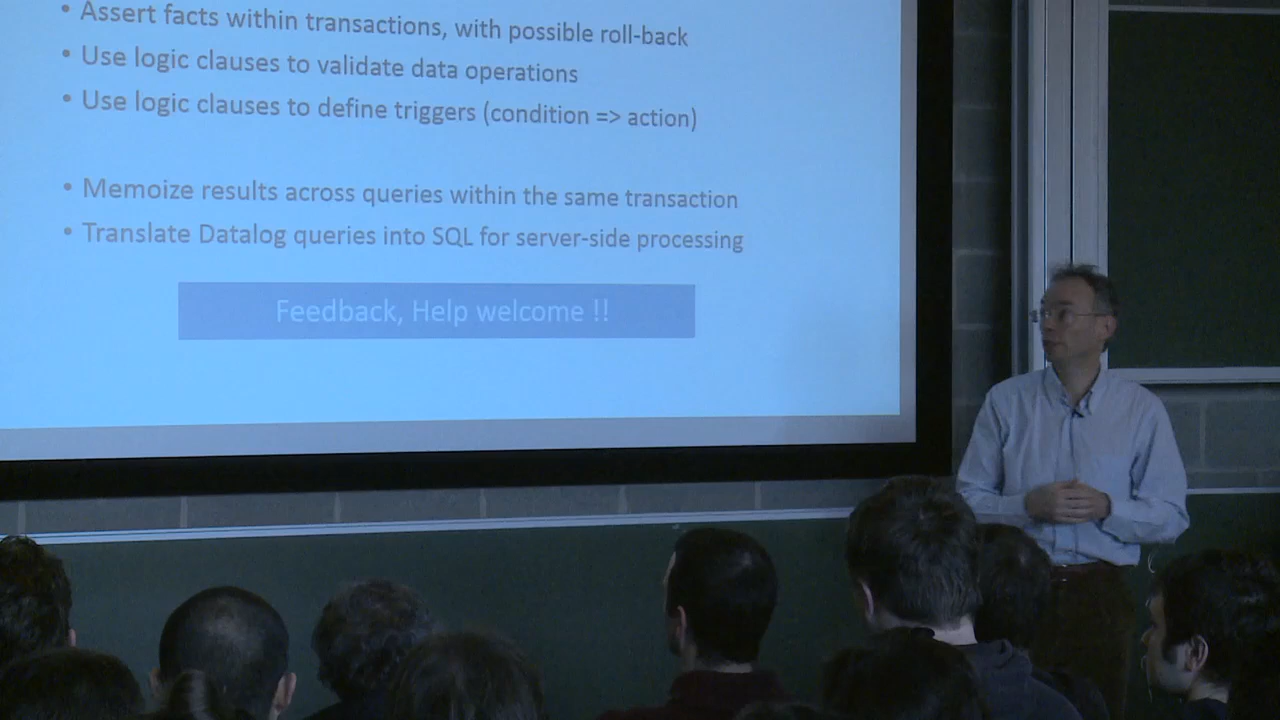 • Assert facts within transactions, with possible roll-back
• Use logic clauses to validate data operations
• Use logic clauses to define triggers (condition => action)
• Memoize results across queries within the same transaction
• Translate Datalog queries into SQL for server-side processing
Feedback, Help welcome !!